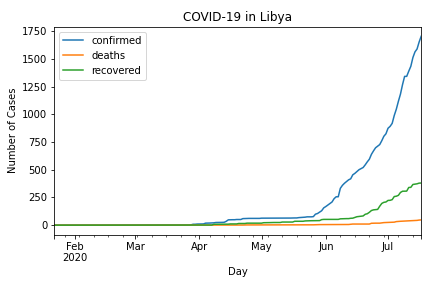 COVID-19 in Libya
confirmed
deaths
recovered
1750
1500
1250
1000
750
500
250
0
Number of Cases
Feb Mar Apr May Jun Jul
2020
Day